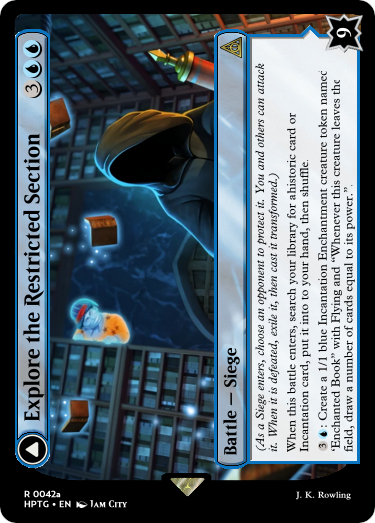 Explore the Restricted Section
3
Battle – Siege
(As a Siege enters, choose an opponent to protect it. You and others can attack
it. When it is defeated, exile it, then cast it transformed.)
When this battle enters, search your library for ahistoric card or
Incantation card, put it into to your hand, then shuffle.
3 : Create a 1/1 blue Incantation Enchantment creature token named
"Enchanted Book" with Flying and "Whenever this creature leaves the
field, draw a number of cards equal to its power."
9
R 0042a
HPTG • EN JAM CITY
J. K. Rowling